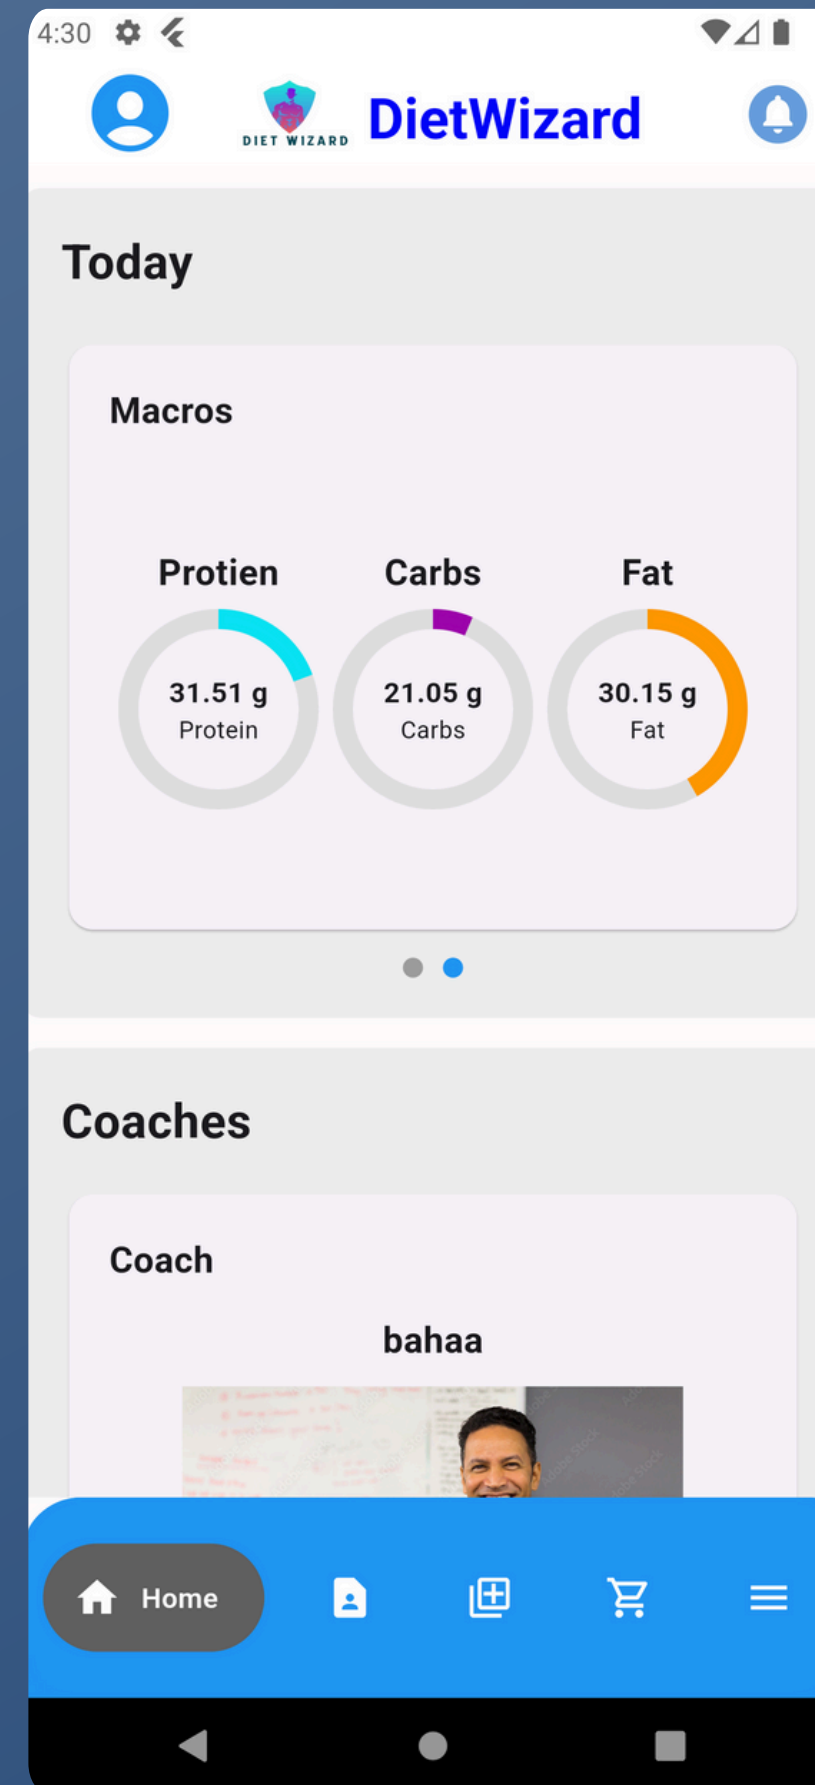 4:30
DIET WIZARD
DietWizard
Today
Macros
Protien Carbs Fat
31.51 g 21.05 g 30.15 g
Protein Carbs Fat
Coaches
Coach
bahaa
Home